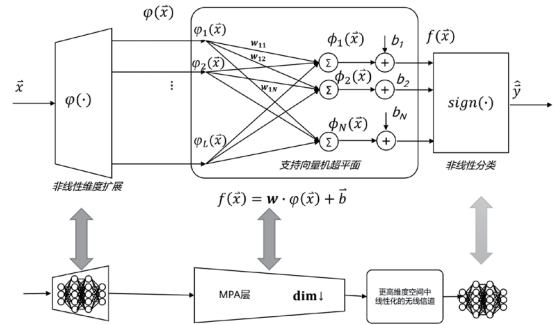 φ(x⃗)
φ₁(x⃗)
w₁₁
ϕ₁(x⃗)
b₁
f(x⃗)
w₁₂
x⃗
φ(·)
φ₂(x⃗)
⋮
w₁N
Σ
+
ϕ₂(x⃗)
b₂
Σ
+
sign(·)
ŷ⃗
ϕN(x⃗)
bN
φL(x⃗)
Σ
+
非线性维度扩展
支持向量机超平面
非线性分类
f(x⃗) = w · φ(x⃗) + b⃗
MPA层
dim↓
更高维度空间中
线性化的无线信道